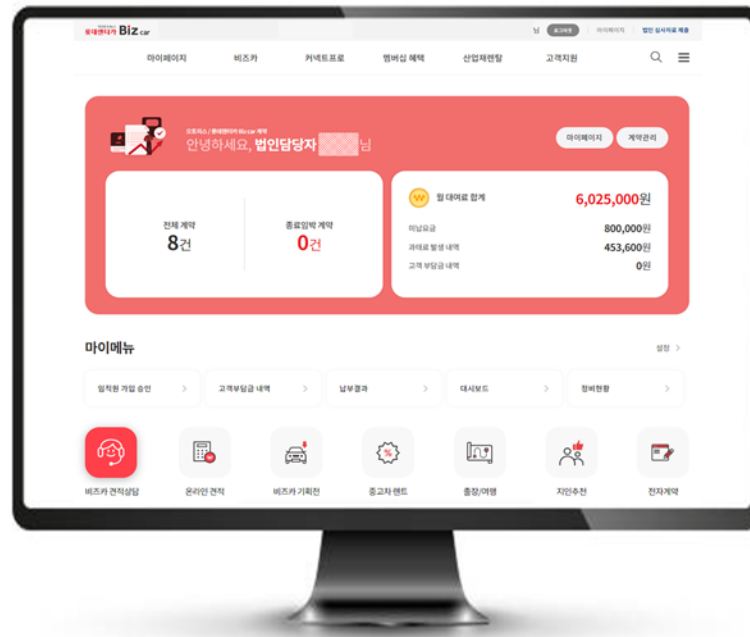 롯데렌터카 Biz car
님 로그아웃 마이페이지 법인 심사자료 제출
마이페이지 비즈카 커넥트프로 멤버십 혜택 산업재렌탈 고객지원
오토피스 / 롯데렌터카 Biz car 계약
안녕하세요, 법인담당자 님
마이페이지 계약관리
전체 계약
8건
종료임박 계약
0건
월 대여료 합계 6,025,000원
미납요금 800,000원
과태료 발생 내역 453,600원
고객 부담금 내역 0원
마이메뉴 설정
임직원 가입 승인 고객부담금 내역 납부결과 대시보드 정비현황
비즈카 견적상담 온라인 견적 비즈카 기획전 중고차 렌트 출장/여행 지인추천 전자계약